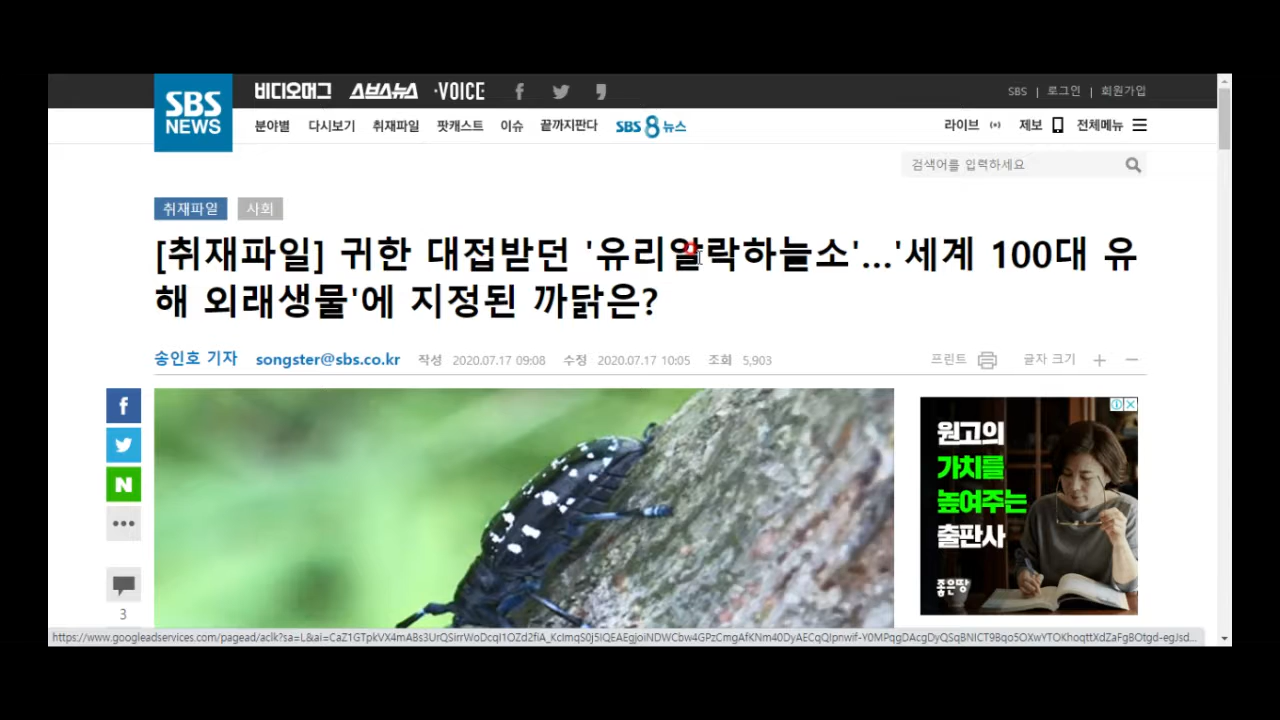 SBS
NEWS
비디오머그 스브스뉴스 ·VOICE
SBS | 로그인 | 회원가입
분야별 다시보기 취재파일 팟캐스트 이슈 끝까지판다 SBS 8 뉴스
라이브 제보 전체메뉴
검색어를 입력하세요
취재파일 사회
[취재파일] 귀한 대접받던 '유리알락하늘소'...'세계 100대 유
해 외래생물'에 지정된 까닭은?
송인호 기자 songster@sbs.co.kr 작성 2020.07.17 09:08 수정 2020.07.17 10:05 조회 5,903
프린트 글자 크기 + −
N
3
원고의
가치를
높여주는
출판사
좋은땅